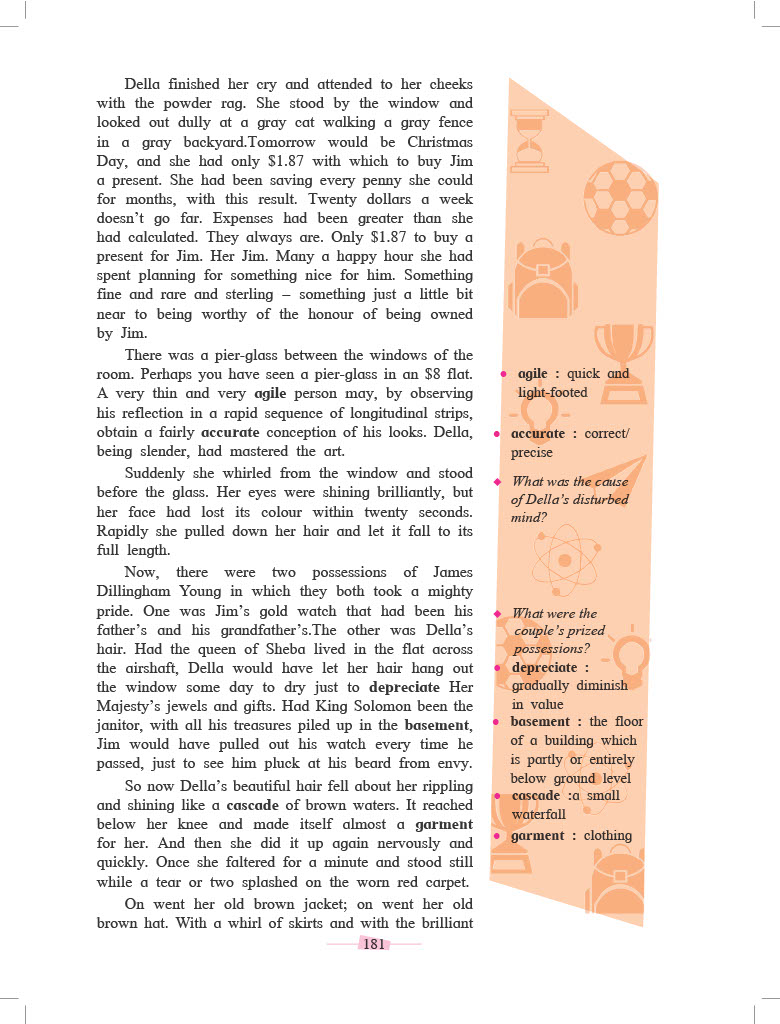 Della finished her cry and attended to her cheeks
with the powder rag. She stood by the window and
looked out dully at a gray cat walking a gray fence
in a gray backyard.Tomorrow would be Christmas
Day, and she had only $1.87 with which to buy Jim
a present. She had been saving every penny she could
for months, with this result. Twenty dollars a week
doesn’t go far. Expenses had been greater than she
had calculated. They always are. Only $1.87 to buy a
present for Jim. Her Jim. Many a happy hour she had
spent planning for something nice for him. Something
fine and rare and sterling – something just a little bit
near to being worthy of the honour of being owned
by Jim.
There was a pier-glass between the windows of the
room. Perhaps you have seen a pier-glass in an $8 flat.
A very thin and very agile person may, by observing
his reflection in a rapid sequence of longitudinal strips,
obtain a fairly accurate conception of his looks. Della,
being slender, had mastered the art.
Suddenly she whirled from the window and stood
before the glass. Her eyes were shining brilliantly, but
her face had lost its colour within twenty seconds.
Rapidly she pulled down her hair and let it fall to its
full length.
Now, there were two possessions of James
Dillingham Young in which they both took a mighty
pride. One was Jim’s gold watch that had been his
father’s and his grandfather’s.The other was Della’s
hair. Had the queen of Sheba lived in the flat across
the airshaft, Della would have let her hair hang out
the window some day to dry just to depreciate Her
Majesty’s jewels and gifts. Had King Solomon been the
janitor, with all his treasures piled up in the basement,
Jim would have pulled out his watch every time he
passed, just to see him pluck at his beard from envy.
So now Della’s beautiful hair fell about her rippling
and shining like a cascade of brown waters. It reached
below her knee and made itself almost a garment
for her. And then she did it up again nervously and
quickly. Once she faltered for a minute and stood still
while a tear or two splashed on the worn red carpet.
On went her old brown jacket; on went her old
brown hat. With a whirl of skirts and with the brilliant
• agile : quick and
light-footed
• accurate : correct/
precise
◆ What was the cause
of Della’s disturbed
mind?
◆ What were the
couple’s prized
possessions?
• depreciate :
gradually diminish
in value
• basement : the floor
of a building which
is partly or entirely
below ground level
• cascade :a small
waterfall
• garment : clothing
181